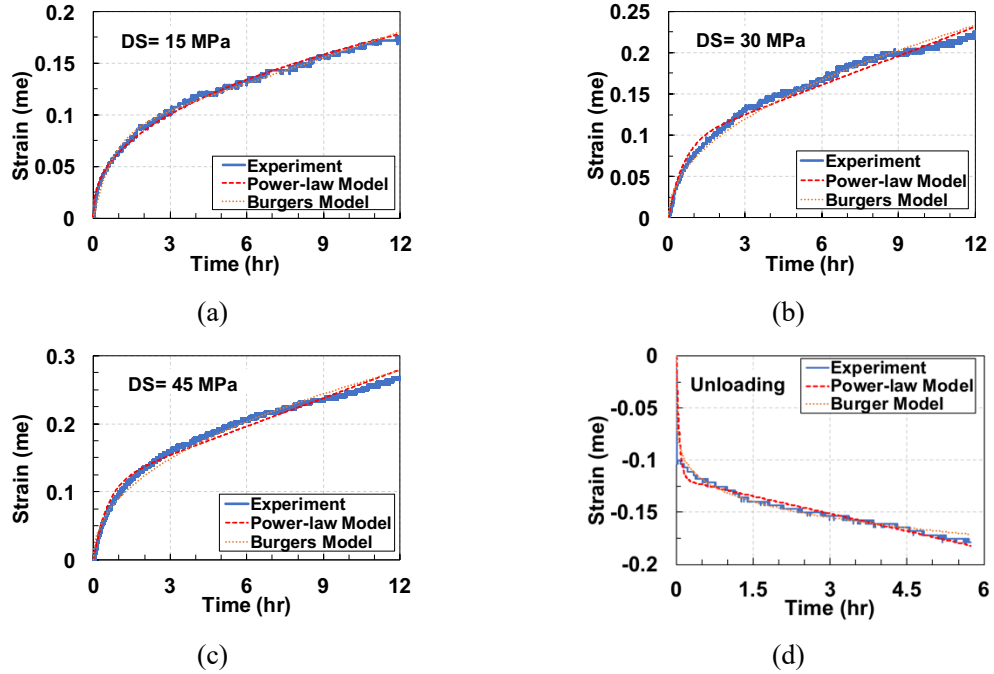 0.2
0.15
0.1
0.05
0
Strain (me)
DS= 15 MPa
Experiment
Power-law Model
Burgers Model
0 3 6 9 12
Time (hr)
(a)
0.25
0.2
0.15
0.1
0.05
0
Strain (me)
DS= 30 MPa
Experiment
Power-law Model
Burgers Model
0 3 6 9 12
Time (hr)
(b)
0.3
0.2
0.1
0
Strain (me)
DS= 45 MPa
Experiment
Power-law Model
Burgers Model
0 3 6 9 12
Time (hr)
(c)
0
-0.05
-0.1
-0.15
-0.2
Strain (me)
Unloading
Experiment
Power-law Model
Burger Model
0 1.5 3 4.5 6
Time (hr)
(d)